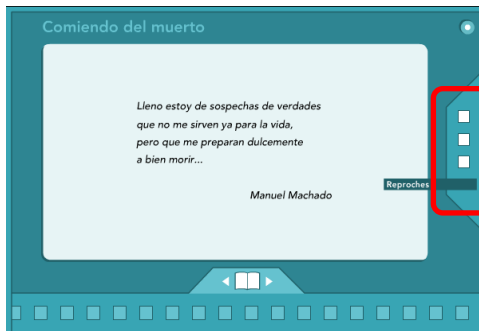 Comiendo del muerto
Lleno estoy de sospechas de verdades
que no me sirven ya para la vida,
pero que me preparan dulcemente
a bien morir...
Manuel Machado
Reproches